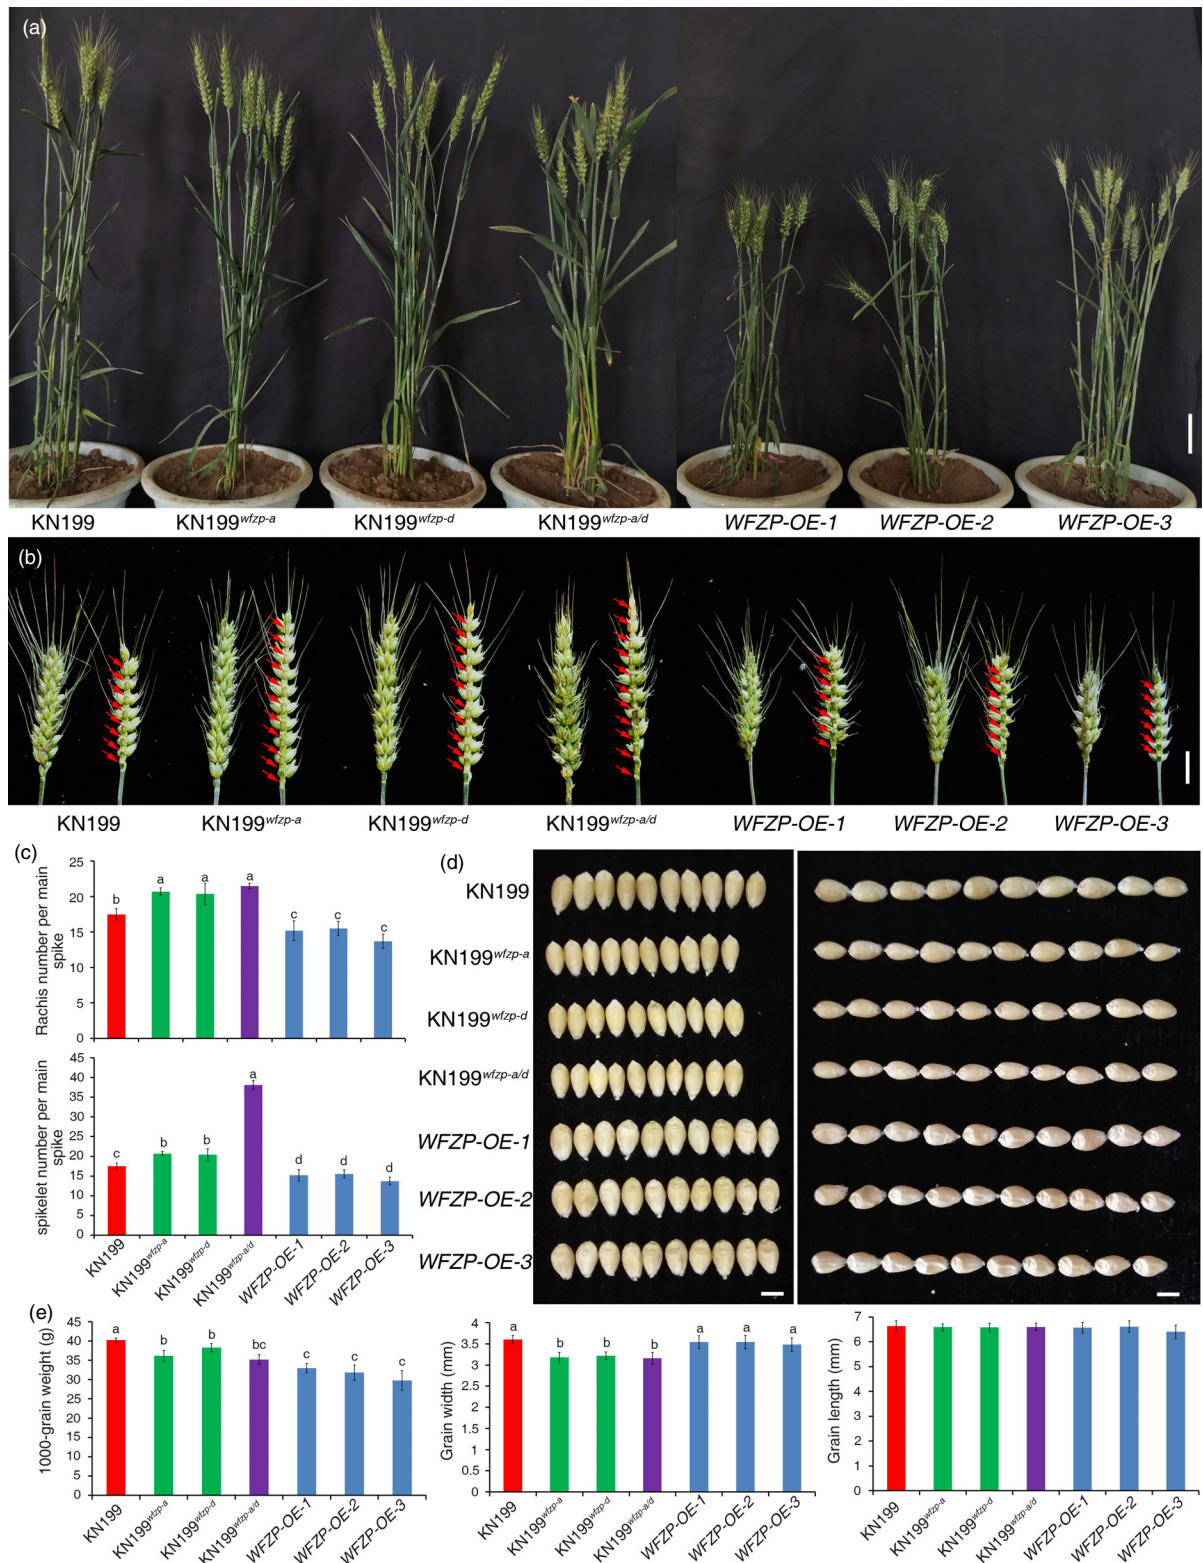 (a)
KN199 KN199wfzp-a KN199wfzp-d KN199wfzp-a/d WFZP-OE-1 WFZP-OE-2 WFZP-OE-3
(b)
KN199 KN199wfzp-a KN199wfzp-d KN199wfzp-a/d WFZP-OE-1 WFZP-OE-2 WFZP-OE-3
(c)
Rachis number per main
spike
25
20
15
10
5
0
b a a a c c c
spikelet number per main
spike
45
40
35
30
25
20
15
10
5
0
c b b a d d d
KN199 KN199wfzp-a KN199wfzp-d KN199wfzp-a/d WFZP-OE-1 WFZP-OE-2 WFZP-OE-3
(d)
KN199
KN199wfzp-a
KN199wfzp-d
KN199wfzp-a/d
WFZP-OE-1
WFZP-OE-2
WFZP-OE-3
(e)
1000-grain weight (g)
45
40
35
30
25
20
15
10
5
0
a b b bc c c c
KN199 KN199wfzp-a KN199wfzp-d KN199wfzp-a/d WFZP-OE-1 WFZP-OE-2 WFZP-OE-3
Grain width (mm)
4
3.5
3
2.5
2
1.5
1
0.5
0
a b b b a a a
KN199 KN199wfzp-a KN199wfzp-d KN199wfzp-a/d WFZP-OE-1 WFZP-OE-2 WFZP-OE-3
Grain length (mm)
7
6
5
4
3
2
1
0
KN199 KN199wfzp-a KN199wfzp-d KN199wfzp-a/d WFZP-OE-1 WFZP-OE-2 WFZP-OE-3